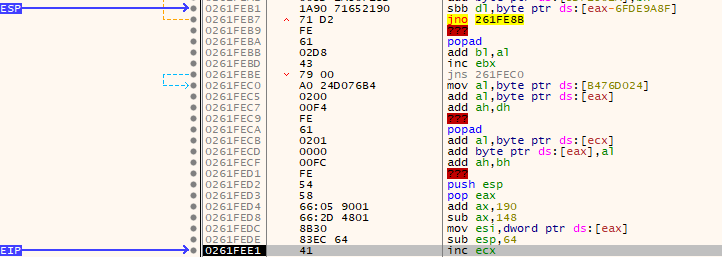 ESP 0261FEB1 1A90 71652190 sbb dl,byte ptr ds:[eax-6FDE9A8F]
0261FEB7 71 D2 jno 261FE8B
0261FEB9 FE ???
0261FEBA 61 popad
0261FEBB 02D8 add bl,al
0261FEBD 43 inc ebx
0261FEBE 79 00 jns 261FEC0
0261FEC0 A0 24D076B4 mov al,byte ptr ds:[B476D024]
0261FEC5 0200 add al,byte ptr ds:[eax]
0261FEC7 00F4 add ah,dh
0261FEC9 FE ???
0261FECA 61 popad
0261FECB 0201 add al,byte ptr ds:[ecx]
0261FECD 0000 add byte ptr ds:[eax],al
0261FECF 00FC add ah,bh
0261FED1 FE ???
0261FED2 54 push esp
0261FED3 58 pop eax
0261FED4 66:05 9001 add ax,190
0261FED8 66:2D 4801 sub ax,148
0261FEDC 8B30 mov esi,dword ptr ds:[eax]
0261FEDE 83EC 64 sub esp,64
EIP 0261FEE1 41 inc ecx